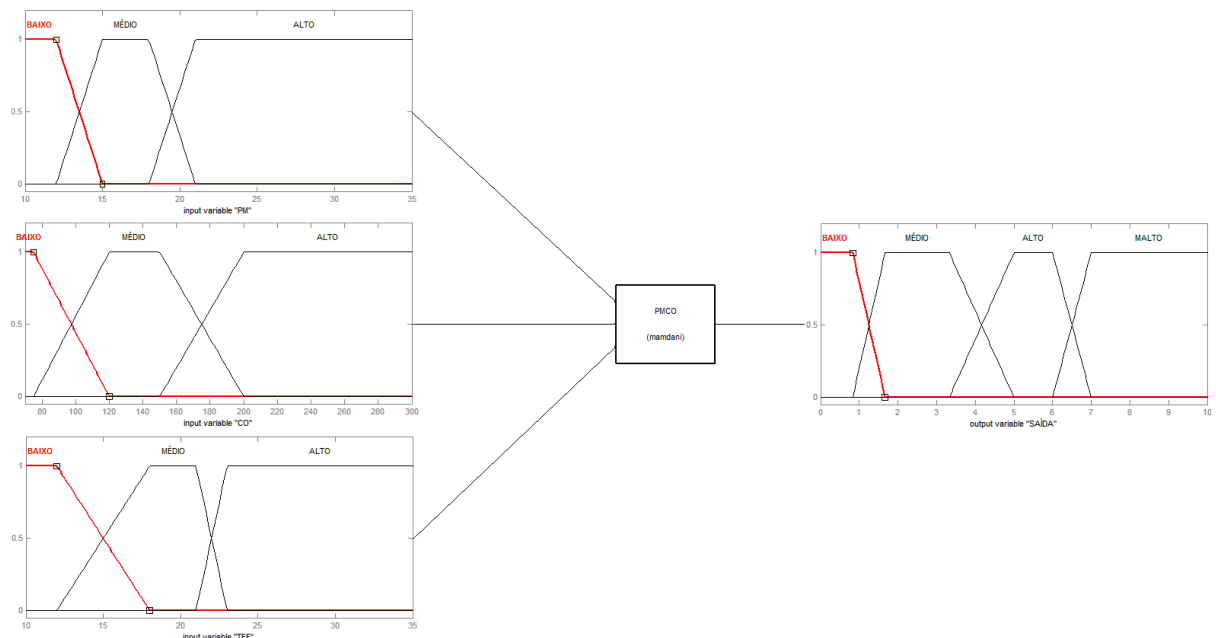 BAIXO MÉDIO ALTO
1
0.5
0
10 15 20 25 30 35
input variable "PM"
BAIXO MÉDIO ALTO
1
0.5
0
80 100 120 140 160 180 200 220 240 260 280 300
input variable "CO"
BAIXO MÉDIO ALTO
1
0.5
0
10 15 20 25 30 35
input variable "TEF"
PMCO
(mamdani)
BAIXO MÉDIO ALTO MALTO
1
0.5
0
0 1 2 3 4 5 6 7 8 9 10
output variable "SAÍDA"